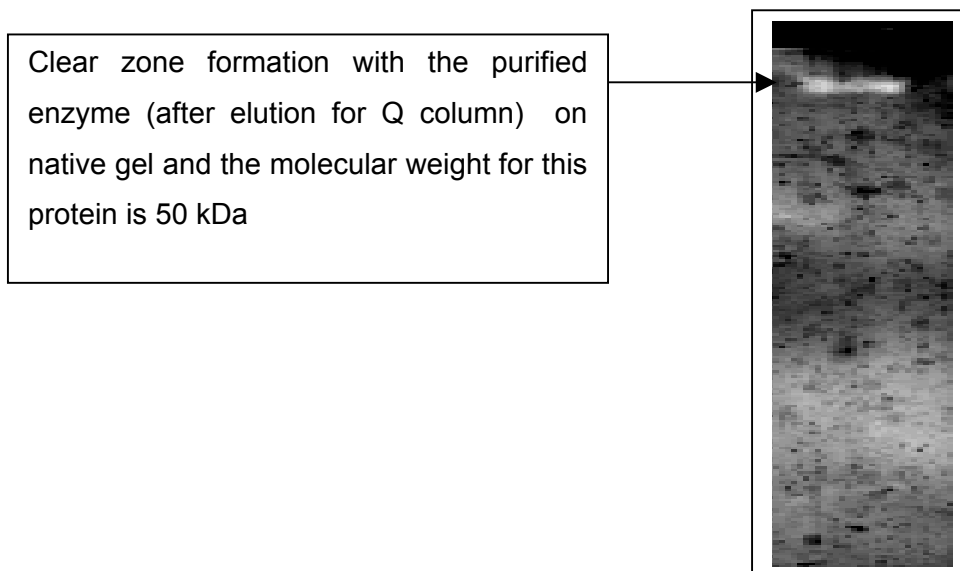 Clear zone formation with the purified
enzyme (after elution for Q column) on
native gel and the molecular weight for this
protein is 50 kDa